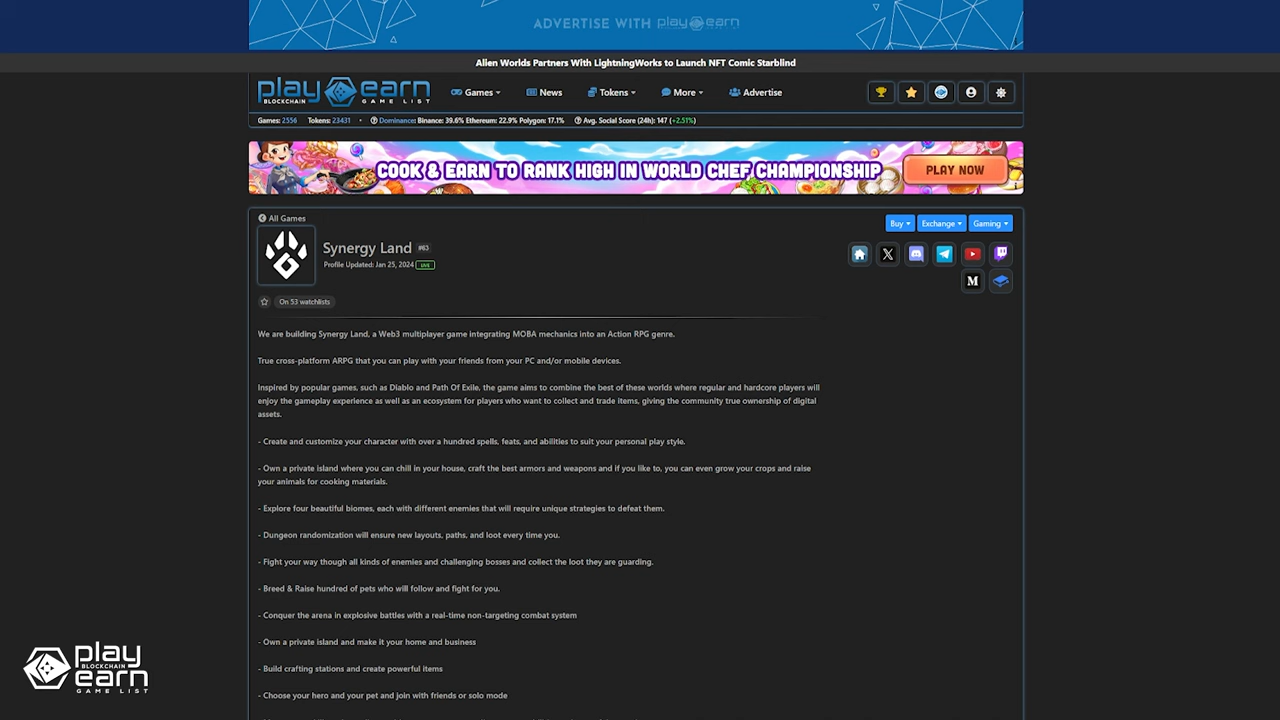 ADVERTISE WITH play earn
Alien Worlds Partners With LightningWorks to Launch NFT Comic Starblind
play earn
BLOCKCHAIN GAME LIST
Games News Tokens More Advertise
Games: 2556 Tokens: 23431 • Dominance: Binance: 39.6% Ethereum: 22.9% Polygon: 17.1% Avg. Social Score (24h): 147 (+2.51%)
COOK & EARN TO RANK HIGH IN WORLD CHEF CHAMPIONSHIP PLAY NOW
All Games
Buy Exchange Gaming
Synergy Land #83
Profile Updated: Jan 25, 2024 LIVE
On 53 watchlists
We are building Synergy Land, a Web3 multiplayer game integrating MOBA mechanics into an Action RPG genre.
True cross-platform ARPG that you can play with your friends from your PC and/or mobile devices.
Inspired by popular games, such as Diablo and Path Of Exile, the game aims to combine the best of these worlds where regular and hardcore players will
enjoy the gameplay experience as well as an ecosystem for players who want to collect and trade items, giving the community true ownership of digital
assets.
- Create and customize your character with over a hundred spells, feats, and abilities to suit your personal play style.
- Own a private island where you can chill in your house, craft the best armors and weapons and if you like to, you can even grow your crops and raise
your animals for cooking materials.
- Explore four beautiful biomes, each with different enemies that will require unique strategies to defeat them.
- Dungeon randomization will ensure new layouts, paths, and loot every time you.
- Fight your way though all kinds of enemies and challenging bosses and collect the loot they are guarding.
- Breed & Raise hundred of pets who will follow and fight for you.
- Conquer the arena in explosive battles with a real-time non-targeting combat system
- Own a private island and make it your home and business
- Build crafting stations and create powerful items
- Choose your hero and your pet and join with friends or solo mode
play
BLOCKCHAIN
earn
GAME LIST